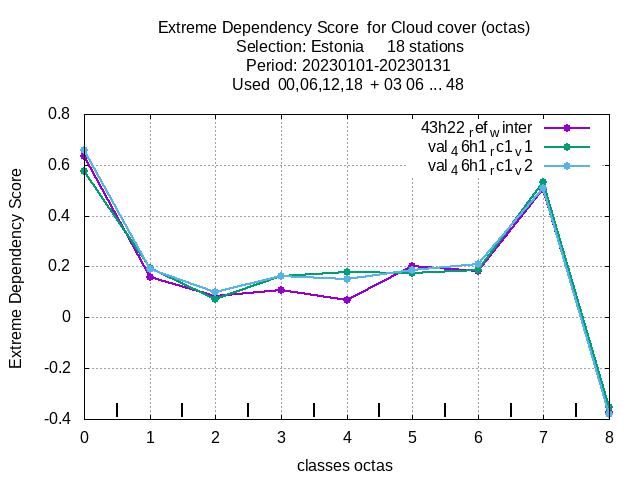 Extreme Dependency Score  for Cloud cover (octas)
Selection: Estonia     18 stations
Period: 20230101-20230131
Used  00,06,12,18  + 03 06 ... 48
43h22_ref_winter
val_46h1_rc1_v1
val_46h1_rc1_v2
0.8
0.6
0.4
0.2
0
-0.2
-0.4
Extreme Dependency Score
0 1 2 3 4 5 6 7 8
classes octas